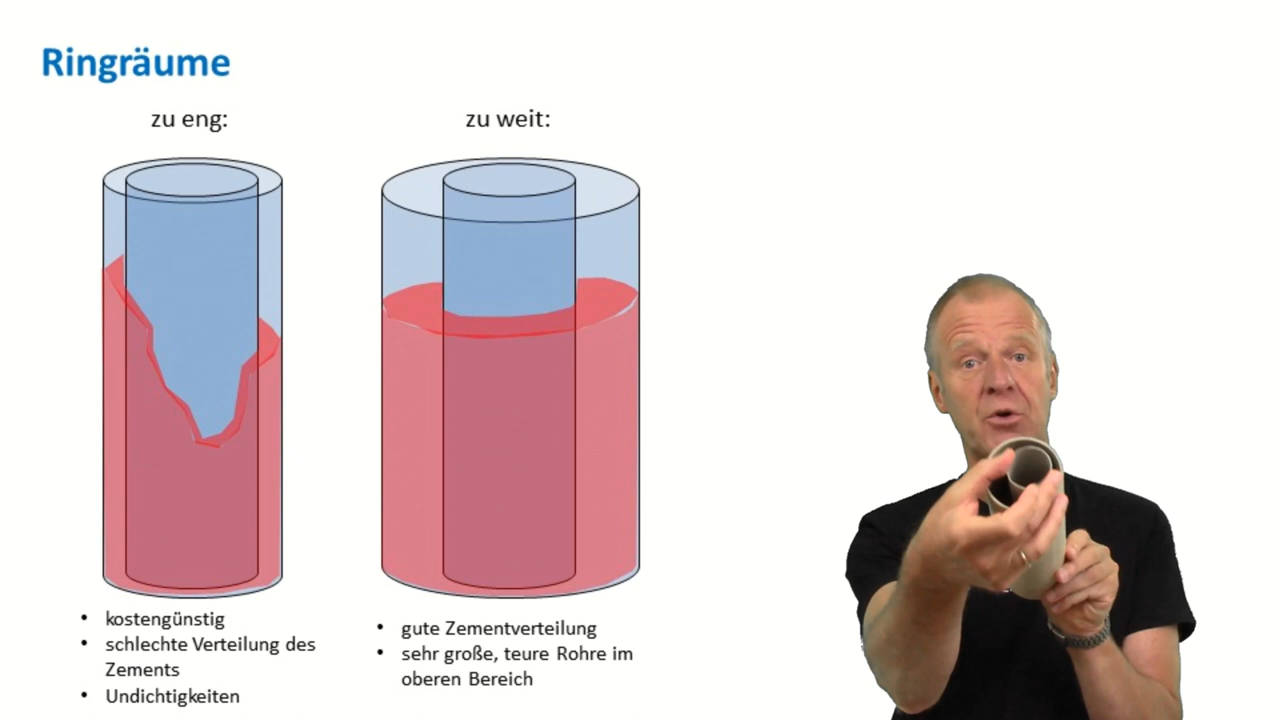 Ringräume
zu eng:
zu weit:
• kostengünstig
• schlechte Verteilung des
Zements
• Undichtigkeiten
• gute Zementverteilung
• sehr große, teure Rohre im
oberen Bereich